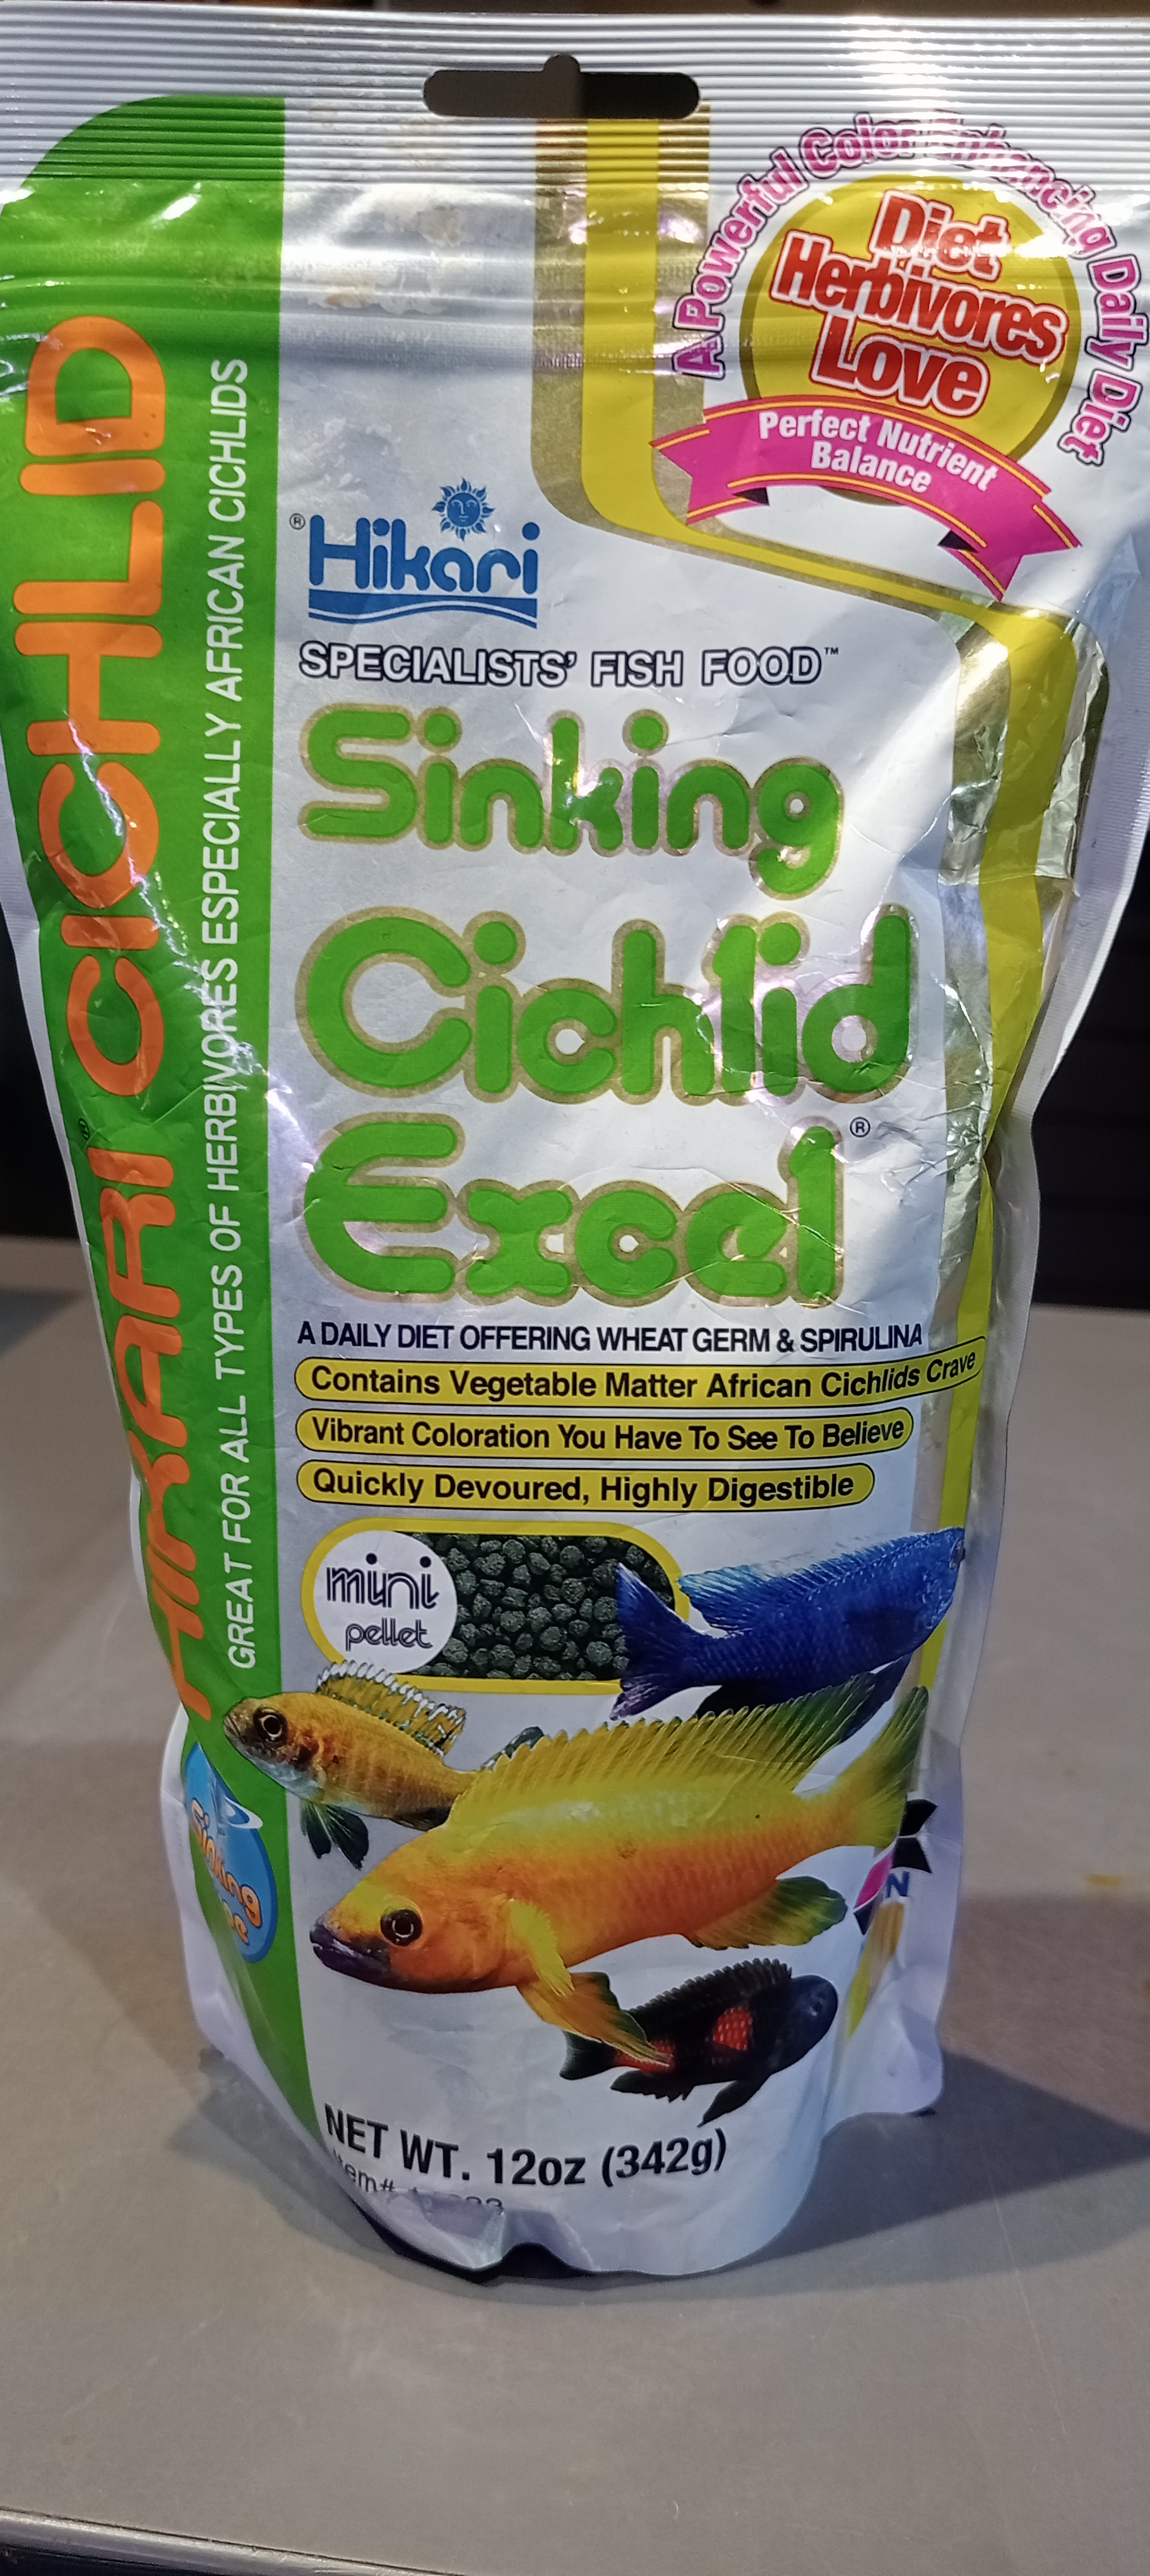 A Powerful Color Enhancing Daily Diet
Diet
Herbivores
Love
Perfect Nutrient
Balance
HIKARI® CICHLID
GREAT FOR ALL TYPES OF HERBIVORES ESPECIALLY AFRICAN CICHLIDS
® Hikari
SPECIALISTS' FISH FOOD™
Sinking
Cichlid
Excel®
A DAILY DIET OFFERING WHEAT GERM & SPIRULINA
Contains Vegetable Matter African Cichlids Crave
Vibrant Coloration You Have To See To Believe
Quickly Devoured, Highly Digestible
mini
pellet
Sinking
NET WT. 12oz (342g)